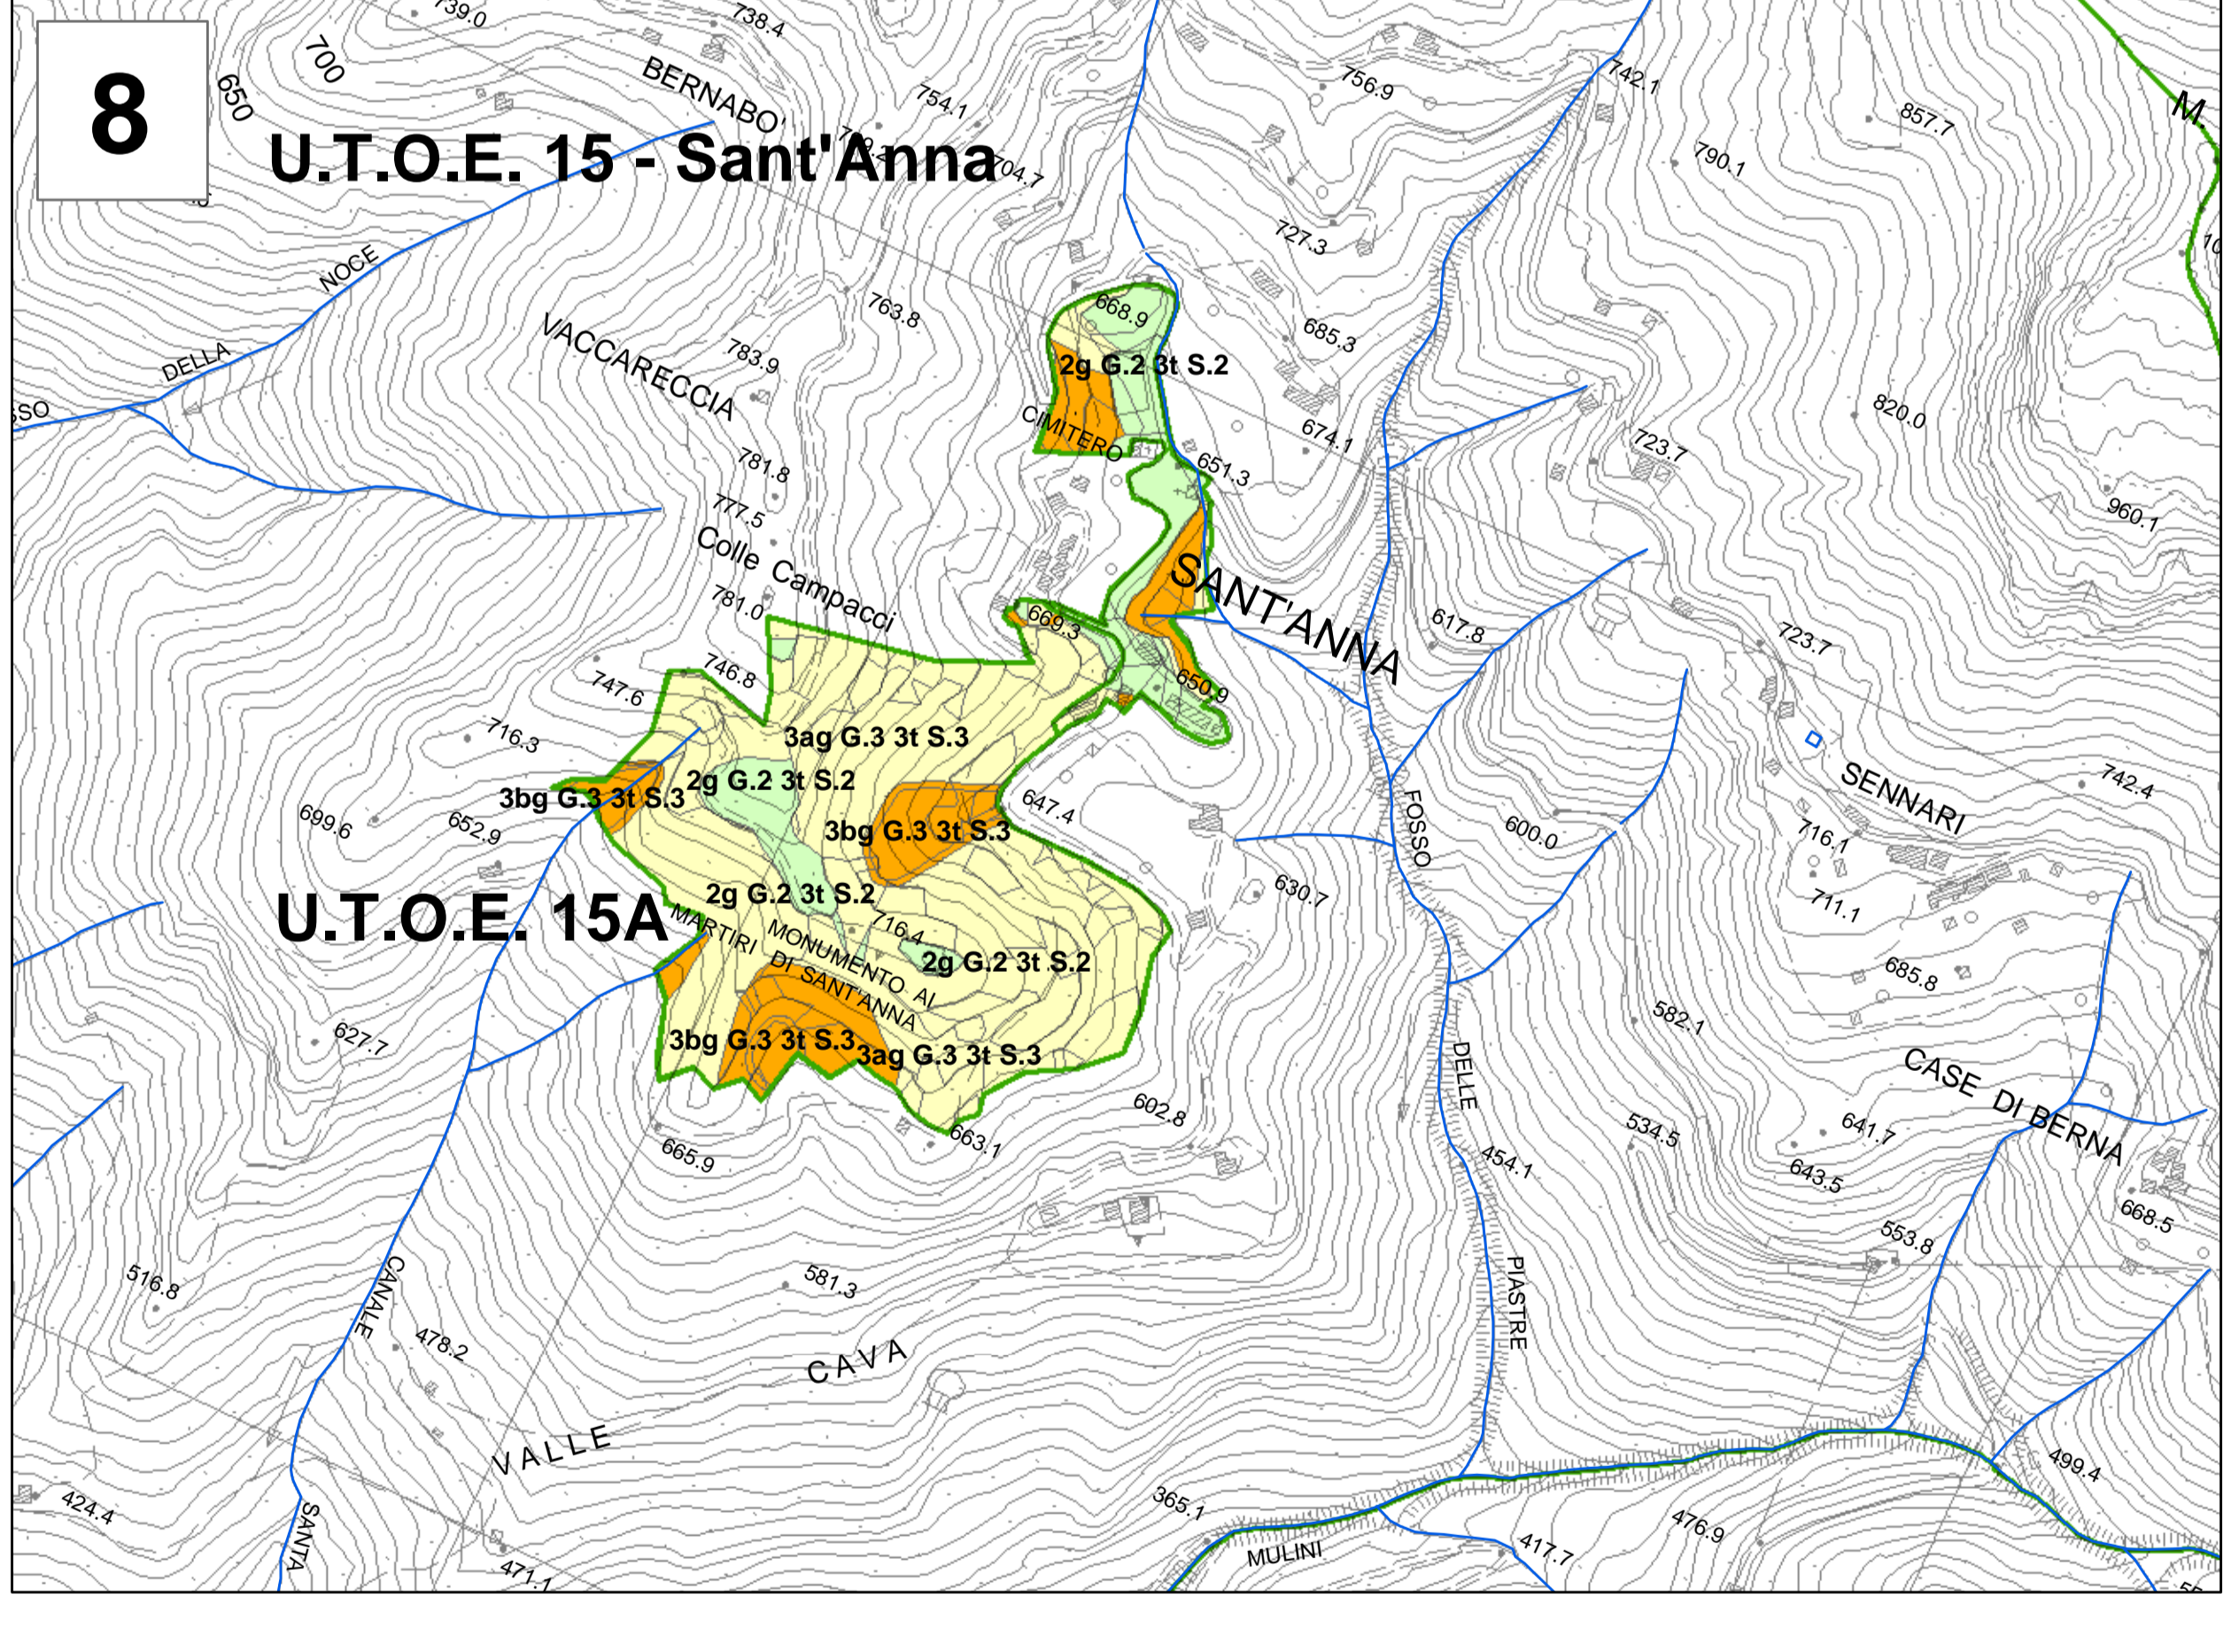 739.0
738.4
8
700
650
BERNABO'
754.1
756.9
742.1
857.7
M.
U.T.O.E. 15 - Sant'Anna
704.7
790.1
NOCE
727.3
DELLA
VACCARECCIA
763.8
668.9
685.3
783.9
2g G.2 3t S.2
SSO
CIMITERO
674.1
820.0
723.7
781.8
651.3
777.5
960.1
Colle Campacci
SANT'ANNA
781.0
669.3
617.8
723.7
746.8
747.6
650.9
716.3
3ag G.3 3t S.3
2g G.2 3t S.2
3bg G.3 3t S.3
742.4
SENNARI
699.6
652.9
3bg G.3 3t S.3
647.4
FOSSO
600.0
716.1
2g G.2 3t S.2
630.7
711.1
U.T.O.E. 15A
MARTIRI
MONUMENTO AI
DI SANT'ANNA
716.4
2g G.2 3t S.2
685.8
627.7
582.1
3bg G.3 3t S.3
3ag G.3 3t S.3
DELLE
CASE DI BERNA
602.8
534.5
641.7
663.1
665.9
454.1
643.5
668.5
553.8
516.8
CANALE
581.3
PIASTRE
478.2
CAVA
VALLE
499.4
424.4
365.1
476.9
SANTA
417.7
MULINI
471.1